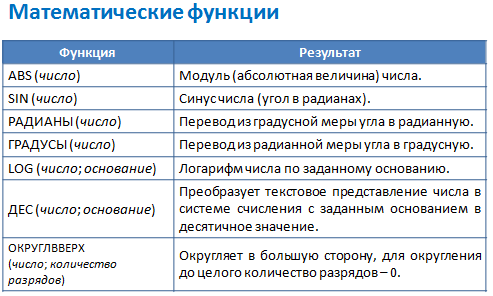 Математические функции
Функция Результат
ABS (число) Модуль (абсолютная величина) числа.
SIN (число) Синус числа (угол в радианах).
РАДИАНЫ (число) Перевод из градусной меры угла в радианную.
ГРАДУСЫ (число) Перевод из радианной меры угла в градусную.
LOG (число; основание) Логарифм числа по заданному основанию.
ДЕС (число; основание) Преобразует текстовое представление числа в
системе счисления с заданным основанием в
десятичное значение.
ОКРУГЛВВЕРХ
(число; количество
разрядов)
Округляет в большую сторону, для округления
до целого количество разрядов – 0.